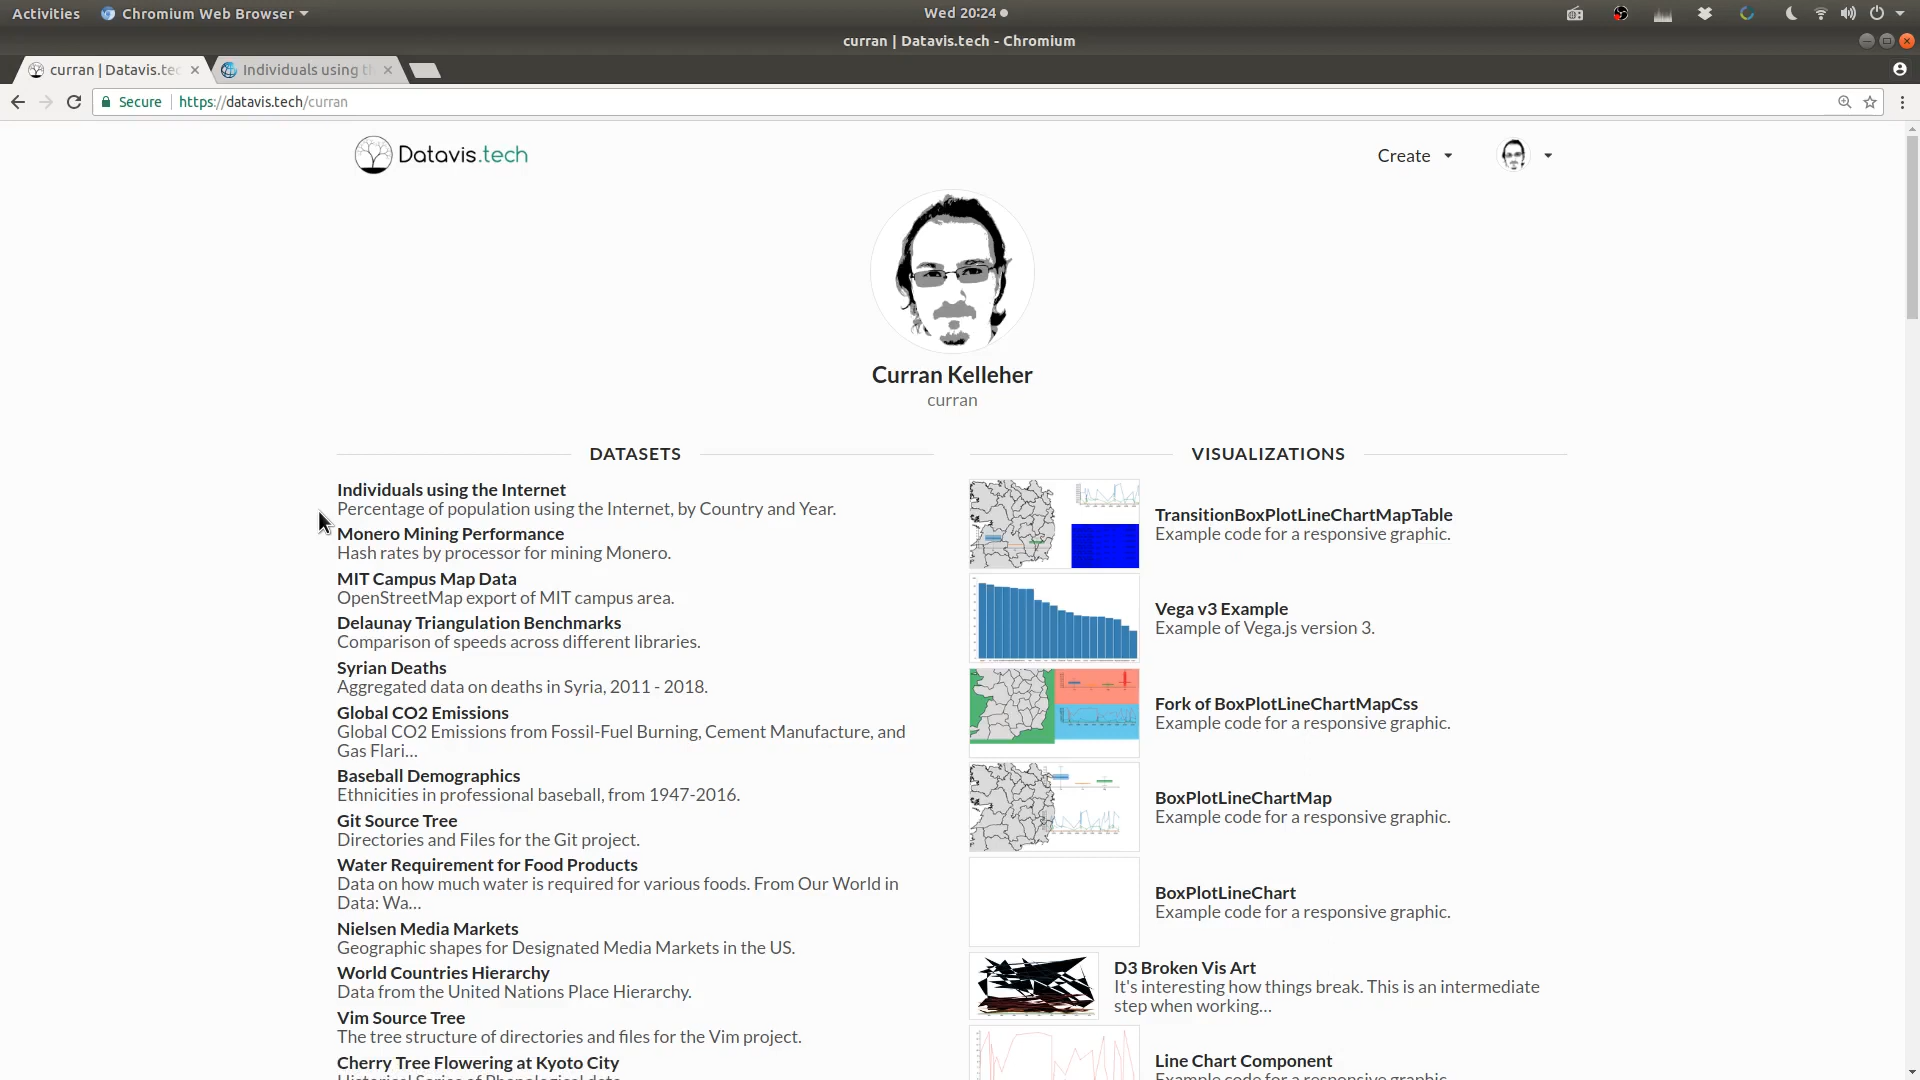 Activities
Chromium Web Browser
Wed 20:24
curran | Datavis.tech - Chromium
curran | Datavis.tec
Individuals using th
Secure
https://datavis.tech/curran
Datavis.tech
Create
Curran Kelleher
curran
DATASETS
Individuals using the Internet
Percentage of population using the Internet, by Country and Year.
Monero Mining Performance
Hash rates by processor for mining Monero.
MIT Campus Map Data
OpenStreetMap export of MIT campus area.
Delaunay Triangulation Benchmarks
Comparison of speeds across different libraries.
Syrian Deaths
Aggregated data on deaths in Syria, 2011 - 2018.
Global CO2 Emissions
Global CO2 Emissions from Fossil-Fuel Burning, Cement Manufacture, and
Gas Flari...
Baseball Demographics
Ethnicities in professional baseball, from 1947-2016.
Git Source Tree
Directories and Files for the Git project.
Water Requirement for Food Products
Data on how much water is required for various foods. From Our World in
Data: Wa...
Nielsen Media Markets
Geographic shapes for Designated Media Markets in the US.
World Countries Hierarchy
Data from the United Nations Place Hierarchy.
Vim Source Tree
The tree structure of directories and files for the Vim project.
Cherry Tree Flowering at Kyoto City
Historical Series of Phenological data
VISUALIZATIONS
TransitionBoxPlotLineChartMapTable
Example code for a responsive graphic.
Vega v3 Example
Example of Vega.js version 3.
Fork of BoxPlotLineChartMapCss
Example code for a responsive graphic.
BoxPlotLineChartMap
Example code for a responsive graphic.
BoxPlotLineChart
Example code for a responsive graphic.
D3 Broken Vis Art
It's interesting how things break. This is an intermediate
step when working...
Line Chart Component
Example code for a responsive graphic.